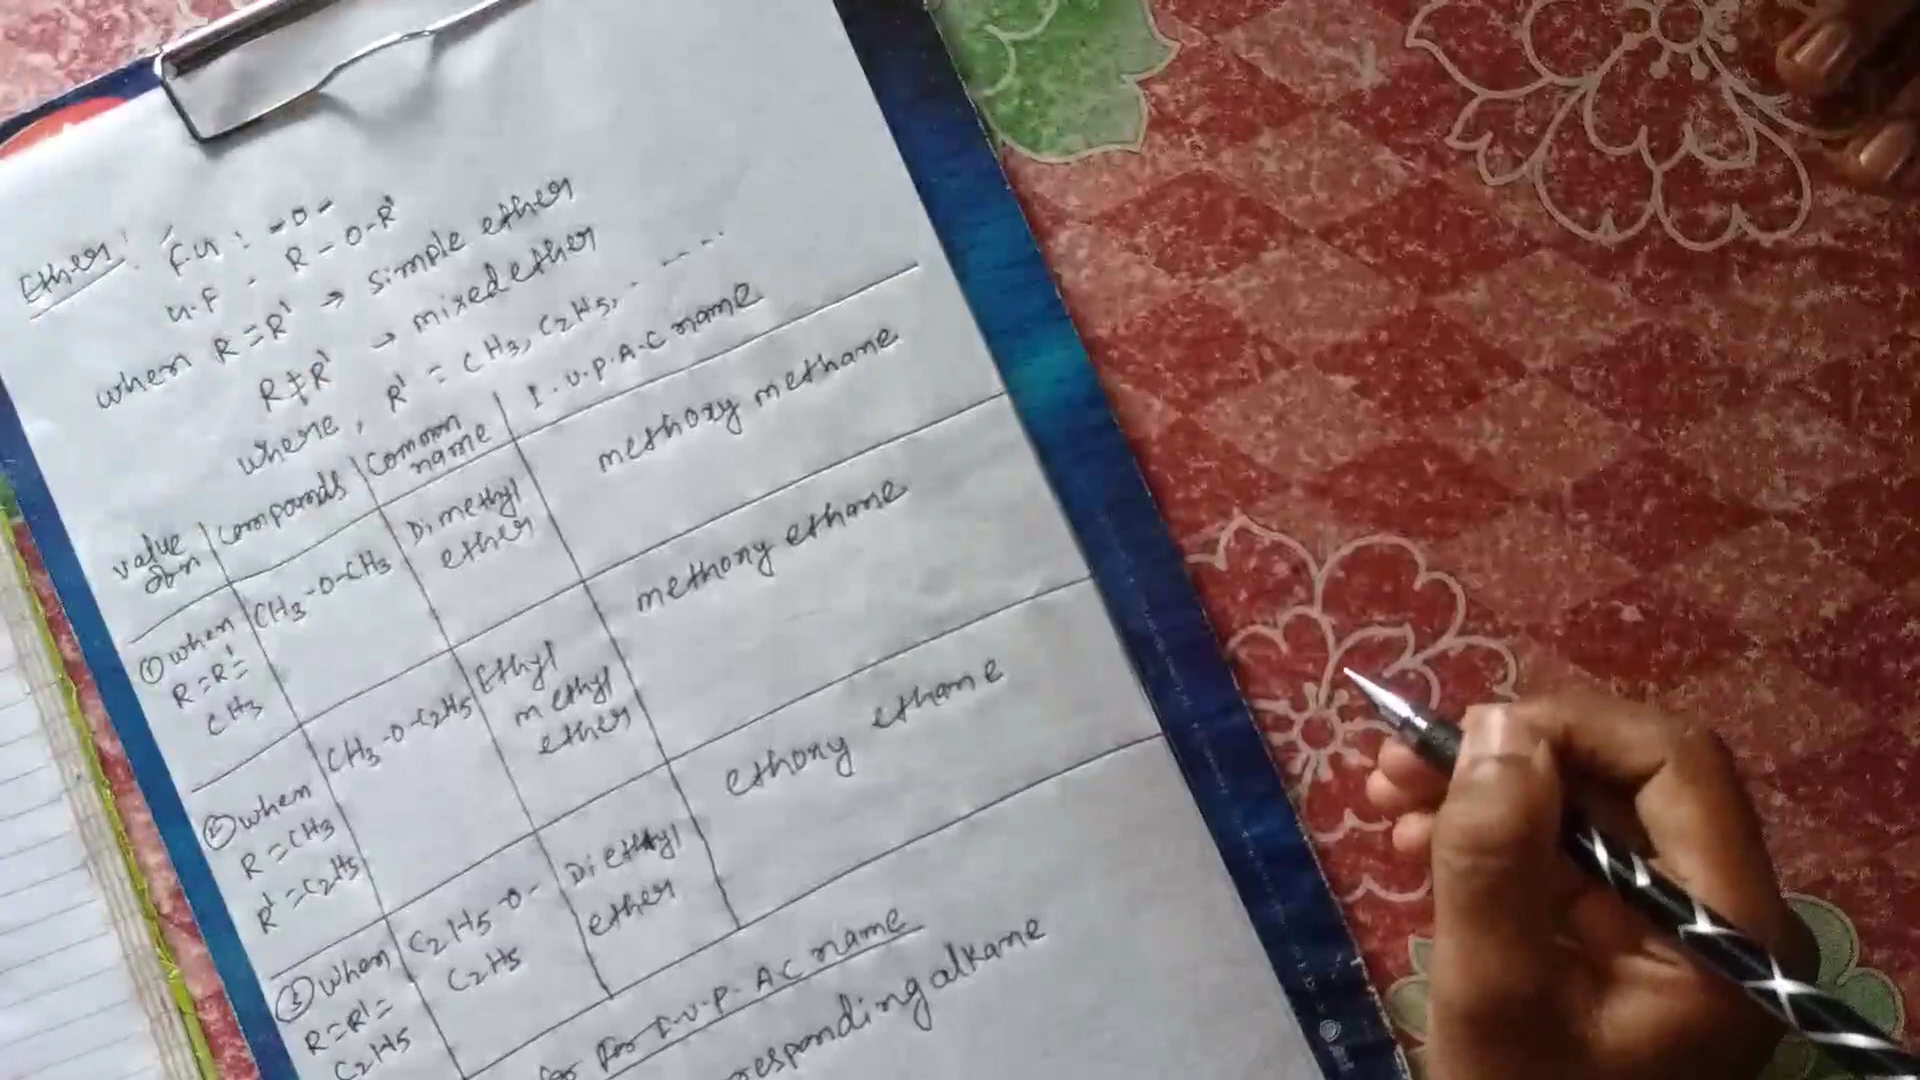 Ether: F.G : -O-
G.F - R-O-R'
when R=R' → simple ether
R≠R' → mixed ether
where, R' = CH3, C2H5, . ....
value of n
compounds
Common name
I.U.P.A.C name
① when R=R'= CH3
CH3-O-CH3
Dimethyl ether
methoxy methane
② when R=CH3 R'=C2H5
CH3-O-C2H5
Ethyl methyl ether
methoxy ethane
③ when R=R'= C2H5
C2H5-O-C2H5
Diethyl ether
ethoxy ethane
for I.U.P.A.C name
responding alkane